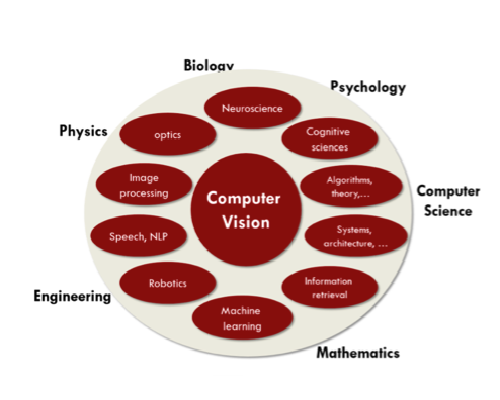 Biology
Psychology
Neuroscience
Physics
optics
Cognitive
sciences
Image
processing
Algorithms,
theory,...
Computer
Vision
Computer
Science
Speech, NLP
Systems,
architecture, ...
Robotics
Information
retrieval
Engineering
Machine
learning
Mathematics